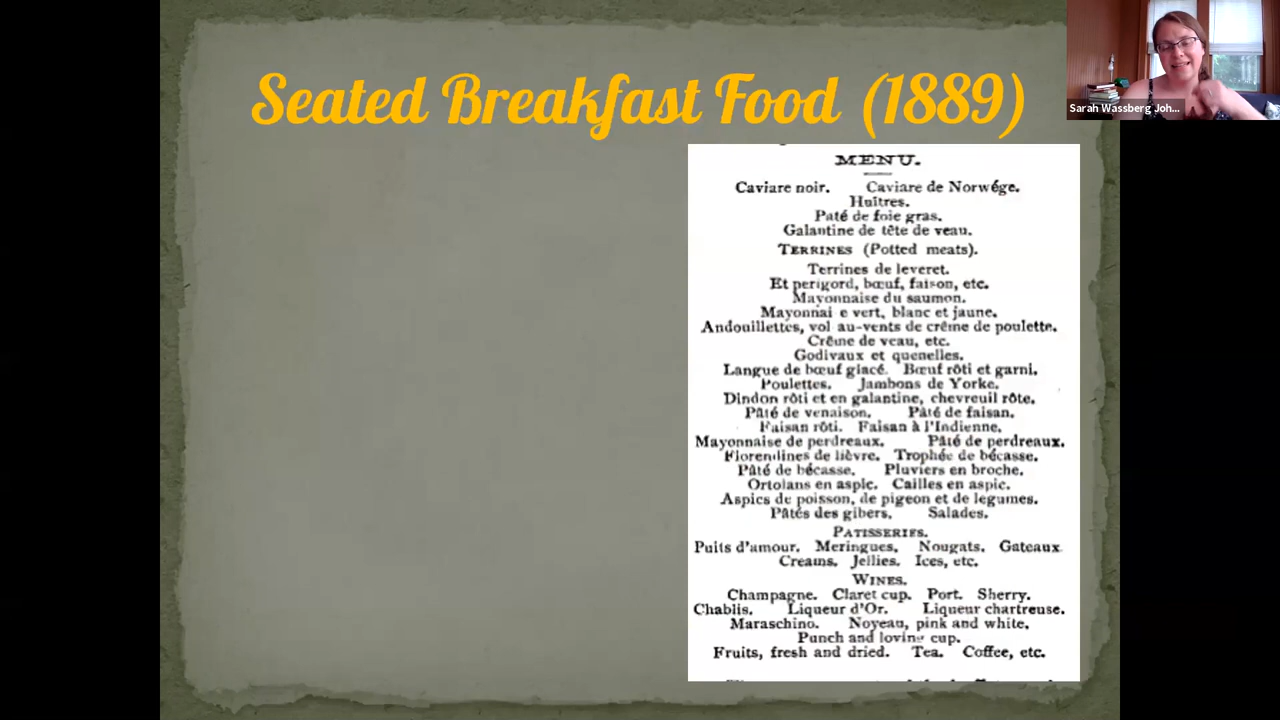 Seated Breakfast Food (1889)
Sarah Wassberg Joh...
MENU.
Caviare noir. Caviare de Norwége.
Huîtres.
Paté de foie gras.
Galantine de tête de veau.
TERRINES (Potted meats).
Terrines de leveret.
Et perigord, bœuf, faison, etc.
Mayonnaise du saumon.
Mayonnai e vert, blanc et jaune.
Andouillettes, vol au-vents de crême de poulette.
Crême de veau, etc.
Godivaux et quenelles.
Langue de bœuf glacé. Bœuf rôti et garni.
Poulettes. Jambons de Yorke.
Dindon rôti et en galantine, chevreuil rôte.
Pâté de venaison. Pâté de faisan.
Faisan rôti. Faisan à l'Indienne.
Mayonnaise de perdreaux. Pâté de perdreaux.
Florendines de lièvre. Trophée de bécasse.
Pâté de bécasse. Pluviers en broche.
Ortolans en aspic. Cailles en aspic.
Aspics de poisson, de pigeon et de legumes.
Pâtés des gibers. Salades.
PATISSERIES.
Puits d'amour. Meringues. Nougats. Gateaux
Creams. Jellies. Ices, etc.
WINES.
Champagne. Claret cup. Port. Sherry.
Chablis. Liqueur d'Or. Liqueur chartreuse.
Maraschino. Noyeau, pink and white.
Punch and loving cup.
Fruits, fresh and dried. Tea. Coffee, etc.